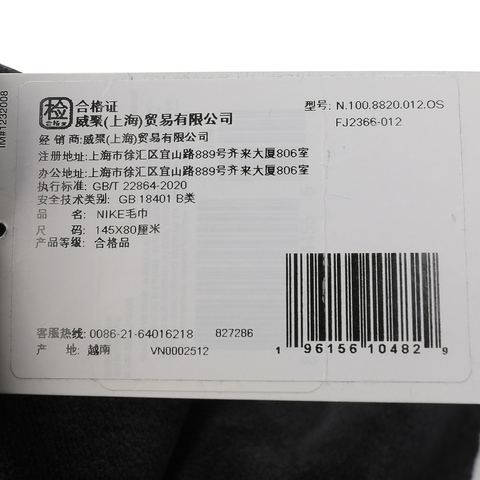 IM#1232008
检
合格
合格证
威聚(上海)贸易有限公司
型号: N.100.8820.012.OS
FJ2366-012
经 销 商: 威聚(上海)贸易有限公司
注册地址: 上海市徐汇区宜山路889号齐来大厦806室
办公地址: 上海市徐汇区宜山路889号齐来大厦806室
执行标准: GB/T 22864-2020
安全技术类别: GB 18401 B类
品 名: NIKE毛巾
尺 码: 145X80厘米
产品等级: 合格品
客服热线: 0086-21-64016218 827286
产 地: 越南 VN0002512
1 96156 10482 9